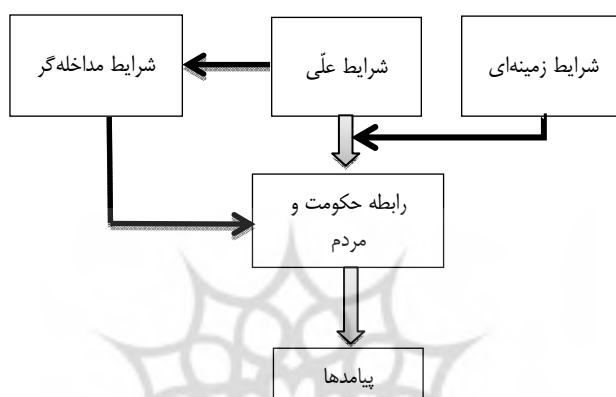 شرایط زمینه‌ای
شرایط علّی
شرایط مداخله‌گر
رابطه حکومت و
مردم
پیامدها